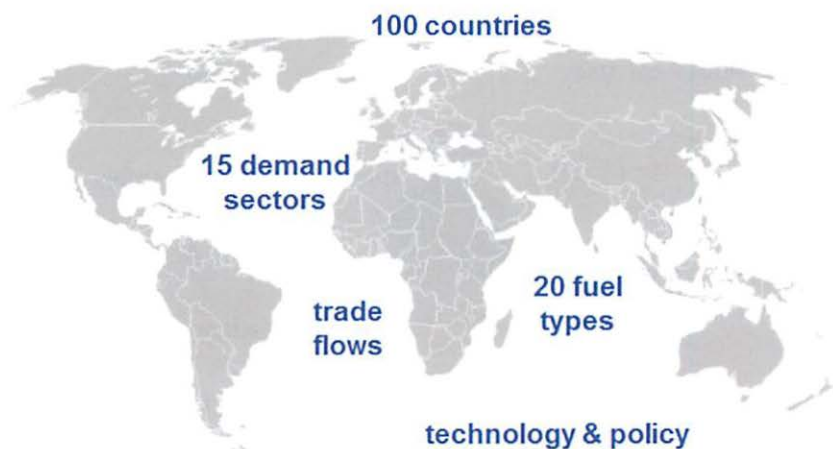 100 countries
15 demand
sectors
20 fuel
types
trade
flows
technology & policy